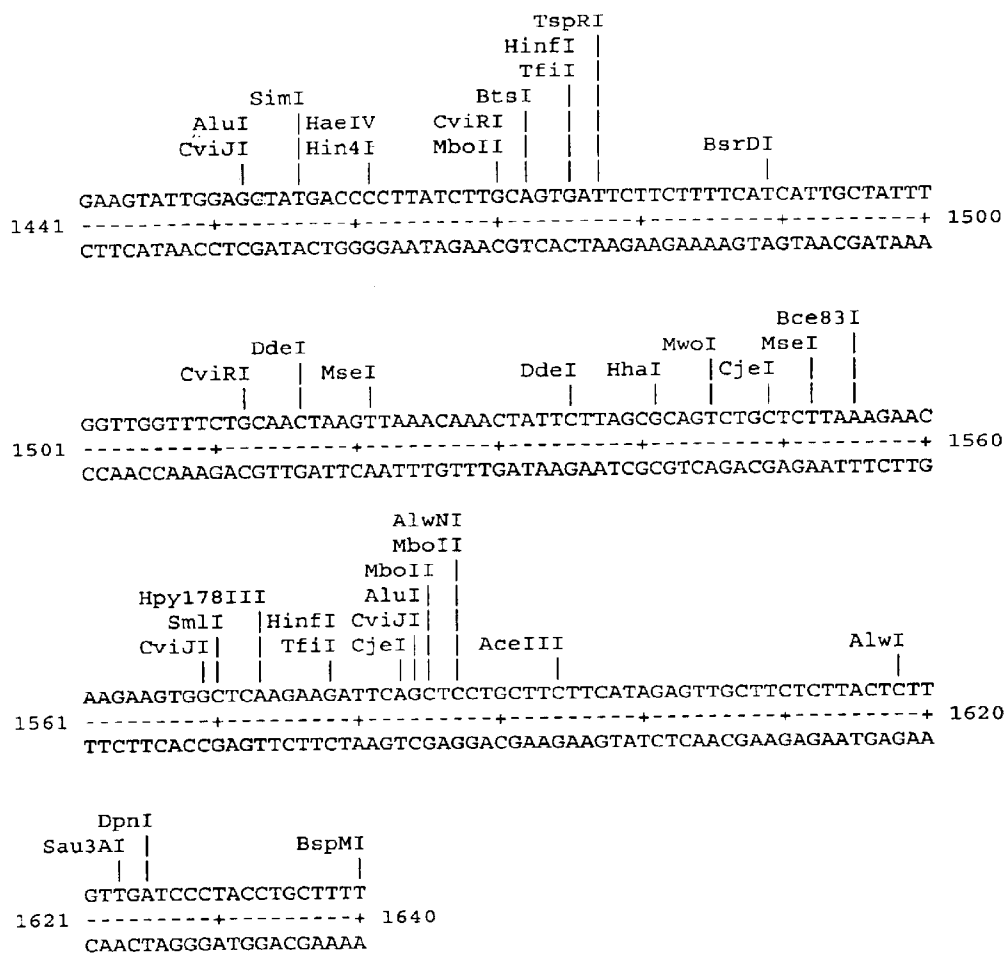 TspRI
HinfI
TfiI
SimI BtsI
AluI HaeIV CviRI
CviJI Hin4I MboII BsrDI
GAAGTATTGGAGCTATGACCCCTTATCTTGCAGTGATTCTTCTTTTCATCATTGCTATTT
1441 ---------+---------+---------+---------+---------+---------+ 1500
CTTCATAACCTCGATACTGGGGAATAGAACGTCACTAAGAAGAAAAGTAGTAACGATAAA
Bce83I
DdeI MwoI MseI
CviRI MseI DdeI HhaI CjeI
GGTTGGTTTCTGCAACTAAGTTAAACAAACTATTCTTAGCGCAGTCTGCTCTTAAAGAAC
1501 ---------+---------+---------+---------+---------+---------+ 1560
CCAACCAAAGACGTTGATTCAATTTGTTTGATAAGAATCGCGTCAGACGAGAATTTCTTG
AlwNI
MboII
MboII
Hpy178III AluI
SmlI HinfI CviJI
CviJI TfiI CjeI AceIII AlwI
AAGAAGTGGCTCAAGAAGATTCAGCTCCTGCTTCTTCATAGAGTTGCTTCTCTTACTCTT
1561 ---------+---------+---------+---------+---------+---------+ 1620
TTCTTCACCGAGTTCTTCTAAGTCGAGGACGAAGAAGTATCTCAACGAAGAGAATGAGAA
DpnI
Sau3AI BspMI
GTTGATCCCTACCTGCTTTT
1621 ---------+---------+ 1640
CAACTAGGGATGGACGAAAA